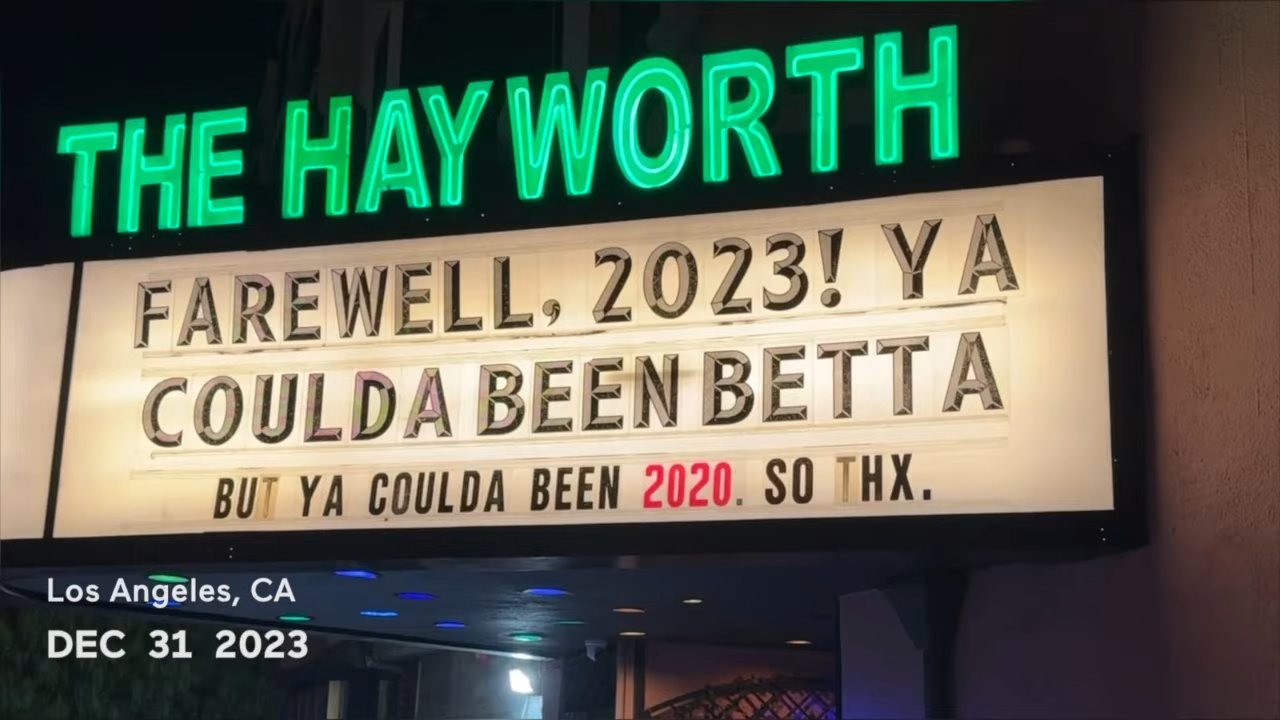 THE HAYWORTH
FAREWELL, 2023! YA
COULDA BEEN BETTA
BUT YA COULDA BEEN 2020. SO THX.
Los Angeles, CA
DEC 31 2023